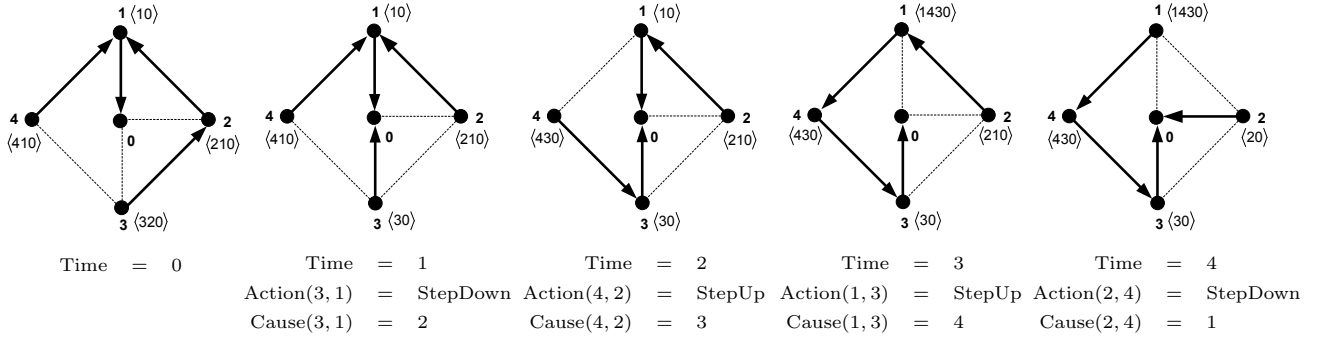 1 ⟨10⟩
4
⟨410⟩
0
2
⟨210⟩
3 ⟨320⟩
Time = 0
1 ⟨10⟩
4
⟨410⟩
0
2
⟨210⟩
3 ⟨30⟩
Time = 1
Action(3, 1) = StepDown
Cause(3, 1) = 2
1 ⟨10⟩
4
⟨430⟩
0
2
⟨210⟩
3 ⟨30⟩
Time = 2
Action(4, 2) = StepUp
Cause(4, 2) = 3
1 ⟨1430⟩
4
⟨430⟩
0
2
⟨210⟩
3 ⟨30⟩
Time = 3
Action(1, 3) = StepUp
Cause(1, 3) = 4
1 ⟨1430⟩
4
⟨430⟩
0
2
⟨20⟩
3 ⟨30⟩
Time = 4
Action(2, 4) = StepDown
Cause(2, 4) = 1